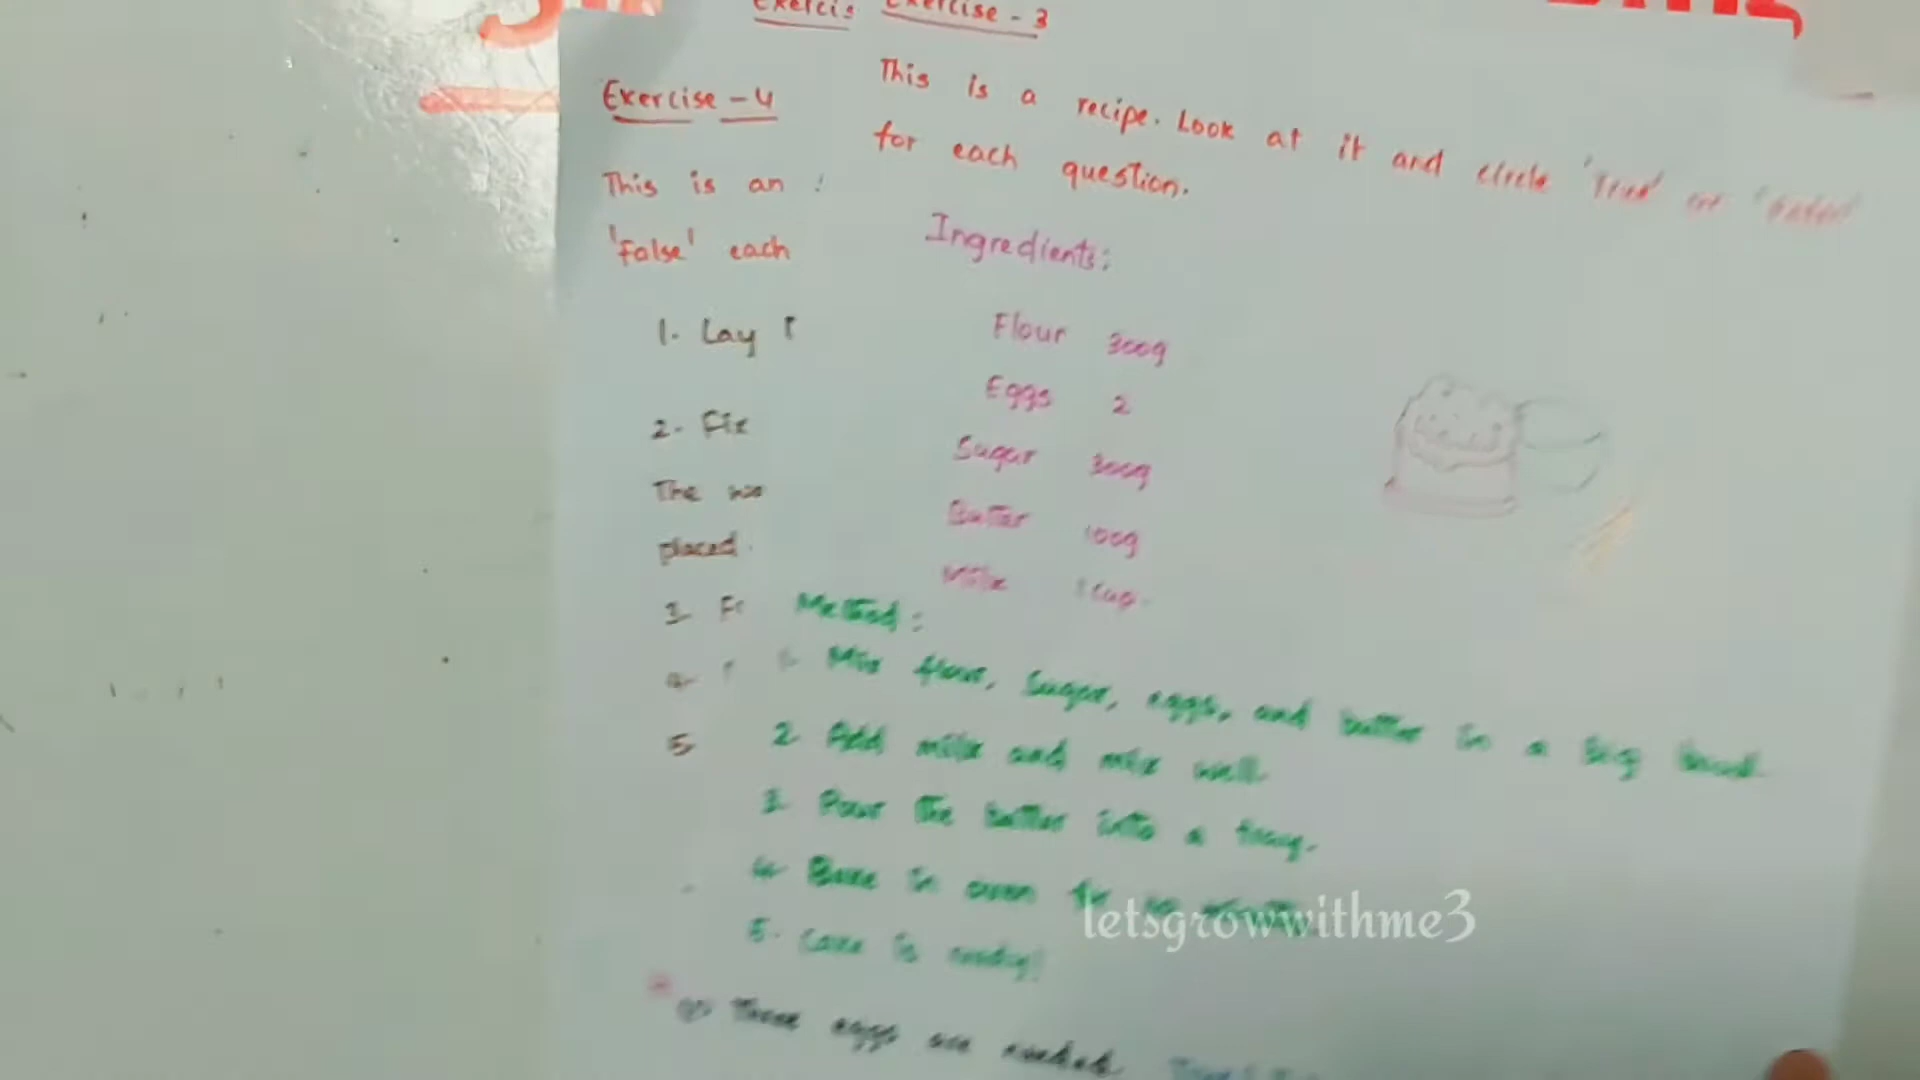 Exercise - 3
This is a recipe. Look at it and circle 'True' or
for each question.
Ingredients:
Flour 300g
Eggs 2
Sugar 300g
Butter 100g
Milk 1 cup.
Method:
1. Mix flour, sugar, eggs, and butter in a big bowl.
2 Add milk and mix well
3 Pour the batter into a tray.
4 Bake in oven for
5. Cake is ready!
Three eggs are needed.
Exercise - 4
This is an
'False' each
1. Lay
2. Fix
The
placed.
3
4
5
letsgrowwithme3